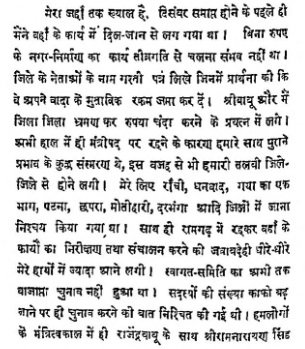 मेरा जहाँ तक ख्याल है, दिसंबर समाप्त होने के पहले ही
मैंने वहाँ के कार्य में दिल-जान से लग गया था। बिना रुपए
के नगर-निर्माण का कार्य तीव्रगति से चलना संभव नहीं था।
जिले के नेताओं के नाम गश्ती पत्र लिखे जिनमें प्रार्थना की कि
वे अपने वादा के मुताबिक रकम जमा कर दें। श्रीबाबू और मैं
जिला जिला भ्रमण कर रुपया चंदा करने के प्रयत्न में लगे।
अभी हाल में ही मंत्रीपद पर रहने के कारण हमारे साथ पुराने
प्रभाव के कुछ संस्मरण थे, इस वजह से भी हमारी तलबी जिले-
जिले से होने लगी। मेरे लिए राँची, धनबाद, गया का एक
भाग, पटना, छपरा, मोतीहारी, दरभंगा आदि जिलों में जाना
निश्चय किया गया था। साथ ही रामगढ़ में रहकर वहाँ के
कार्यों का निरीक्षण तथा संचालन करने की जवाबदेही धीरे-धीरे
मेरे हाथों में ज्यादा आने लगी। स्वागत-समिति का अभी तक
बाजाप्ता चुनाव नहीं हुआ था। सदस्यों की संख्या काफी बढ़
जाने पर ही चुनाव करने की बात निश्चित की गई थी। हमलोगों
के मंत्रित्वकाल में ही राजेंद्रबाबू के साथ श्रीरामनारायण सिंह